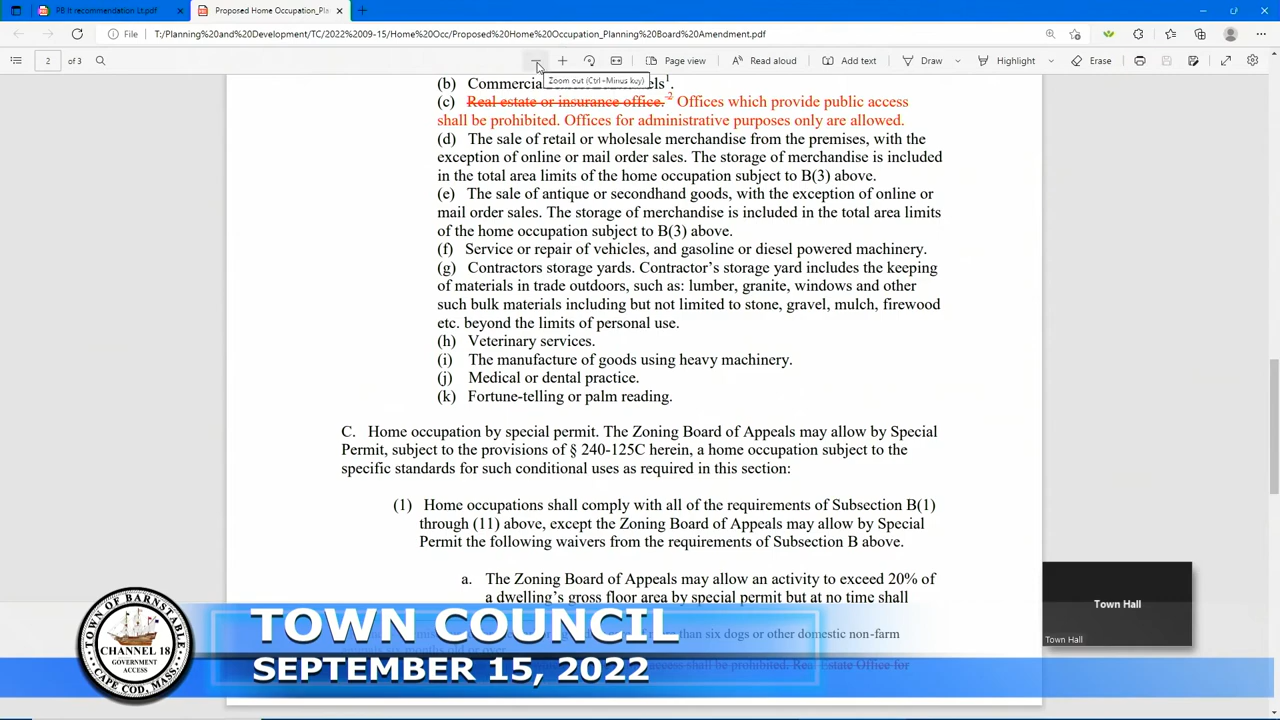 PB lt recommendation Lt.pdf
Proposed Home Occupation_Pla
File
T:/Planning%20and%20Development/TC/2022%2009-15/Home%20Occ/Proposed%20Home%20Occupation_Planning%20Board%20Amendment.pdf
2 of 3
Page view
Read aloud
Add text
Draw
Highlight
Erase
Zoom out (Ctrl+Minus key)
(b) Commercia els¹.
(c) Real estate or insurance office. 2 Offices which provide public access
shall be prohibited. Offices for administrative purposes only are allowed.
(d) The sale of retail or wholesale merchandise from the premises, with the
exception of online or mail order sales. The storage of merchandise is included
in the total area limits of the home occupation subject to B(3) above.
(e) The sale of antique or secondhand goods, with the exception of online or
mail order sales. The storage of merchandise is included in the total area limits
of the home occupation subject to B(3) above.
(f) Service or repair of vehicles, and gasoline or diesel powered machinery.
(g) Contractors storage yards. Contractor's storage yard includes the keeping
of materials in trade outdoors, such as: lumber, granite, windows and other
such bulk materials including but not limited to stone, gravel, mulch, firewood
etc. beyond the limits of personal use.
(h) Veterinary services.
(i) The manufacture of goods using heavy machinery.
(j) Medical or dental practice.
(k) Fortune-telling or palm reading.
C. Home occupation by special permit. The Zoning Board of Appeals may allow by Special
Permit, subject to the provisions of § 240-125C herein, a home occupation subject to the
specific standards for such conditional uses as required in this section:
(1) Home occupations shall comply with all of the requirements of Subsection B(1)
through (11) above, except the Zoning Board of Appeals may allow by Special
Permit the following waivers from the requirements of Subsection B above.
a. The Zoning Board of Appeals may allow an activity to exceed 20% of
a dwelling's gross floor area by special permit but at no time shall
than six dogs or other domestic non-farm
six months old or over
access shall be prohibited. Real Estate Office for
Town Hall
Town Hall
TOWN OF BARNSTABLE
CHANNEL 18
GOVERNMENT
ACCESS
CAPE COD, MASS.
TOWN COUNCIL
SEPTEMBER 15, 2022